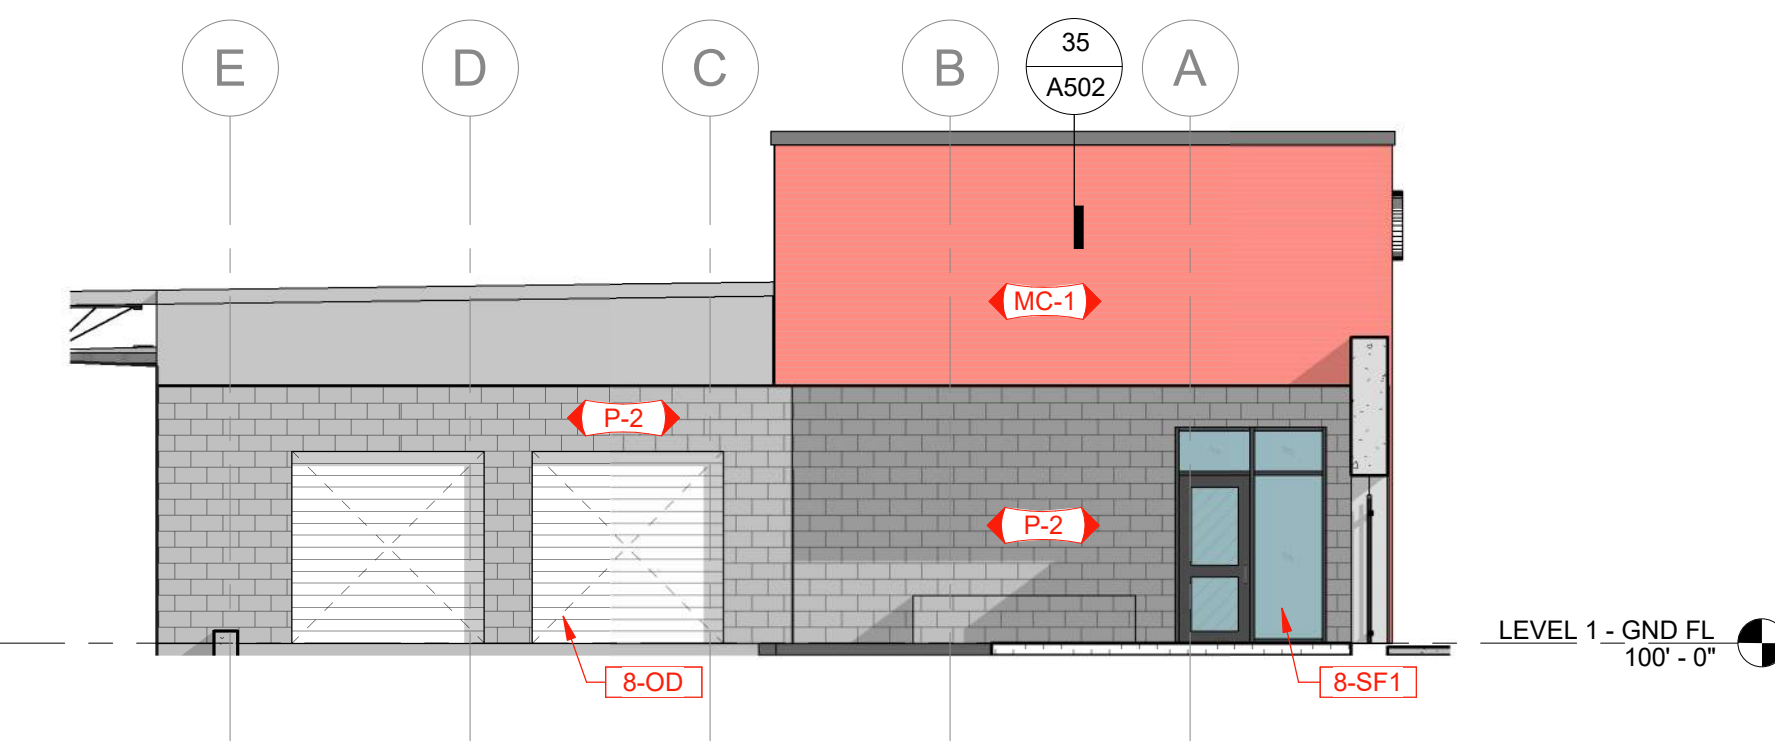 E
D
C
B
35
A502
A
MC-1
P-2
P-2
LEVEL 1 - GND FL
100' - 0"
8-OD
8-SF1